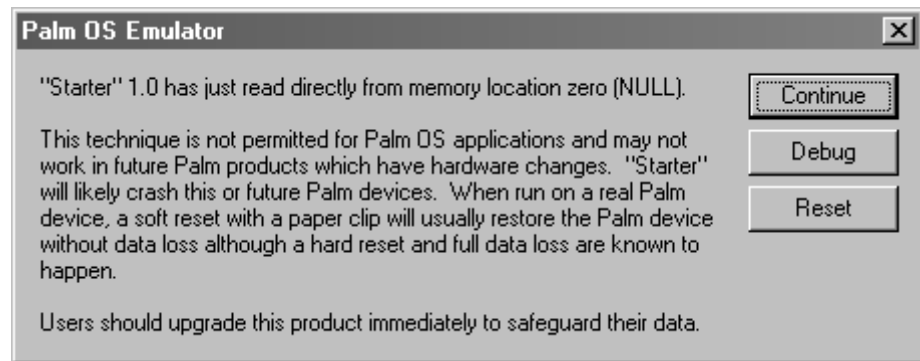 Palm OS Emulator
"Starter" 1.0 has just read directly from memory location zero (NULL).
Continue
This technique is not permitted for Palm OS applications and may not
work in future Palm products which have hardware changes.  "Starter"
will likely crash this or future Palm devices.  When run on a real Palm
device, a soft reset with a paper clip will usually restore the Palm device
without data loss although a hard reset and full data loss are known to
happen.
Debug
Reset
Users should upgrade this product immediately to safeguard their data.